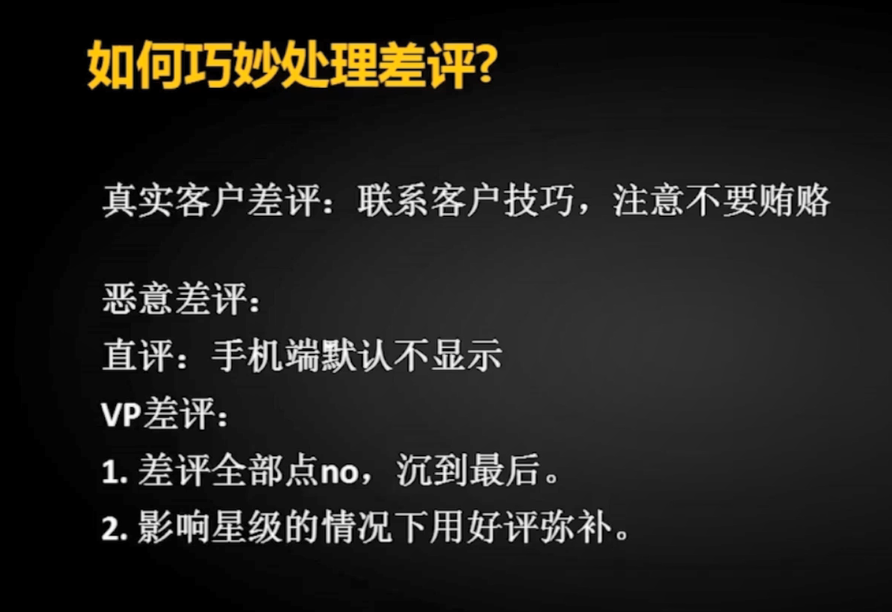 如何巧妙处理差评?
真实客户差评：联系客户技巧，注意不要贿赂
恶意差评：
直评：手机端默认不显示
VP差评：
1. 差评全部点no，沉到最后。
2. 影响星级的情况下用好评弥补。